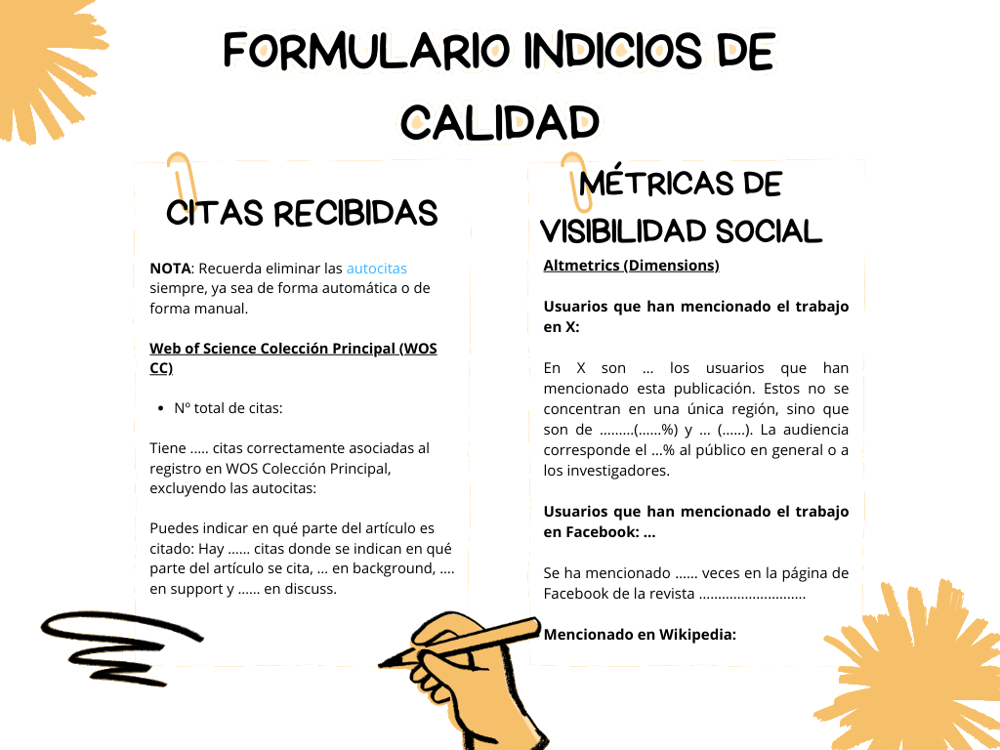 FORMULARIO INDICIOS DE
CALIDAD
CITAS RECIBIDAS
NOTA: Recuerda eliminar las autocitas
siempre, ya sea de forma automática o de
forma manual.
Web of Science Colección Principal (WOS
CC)
• Nº total de citas:
Tiene ..... citas correctamente asociadas al
registro en WOS Colección Principal,
excluyendo las autocitas:
Puedes indicar en qué parte del artículo es
citado: Hay ...... citas donde se indican en qué
parte del artículo se cita, ... en background, ....
en support y ...... en discuss.
MÉTRICAS DE
VISIBILIDAD SOCIAL
Altmetrics (Dimensions)
Usuarios que han mencionado el trabajo
en X:
En X son ... los usuarios que han
mencionado esta publicación. Estos no se
concentran en una única región, sino que
son de .........(......%) y ... (......). La audiencia
corresponde el ...% al público en general o a
los investigadores.
Usuarios que han mencionado el trabajo
en Facebook: ...
Se ha mencionado ...... veces en la página de
Facebook de la revista ............................
Mencionado en Wikipedia: